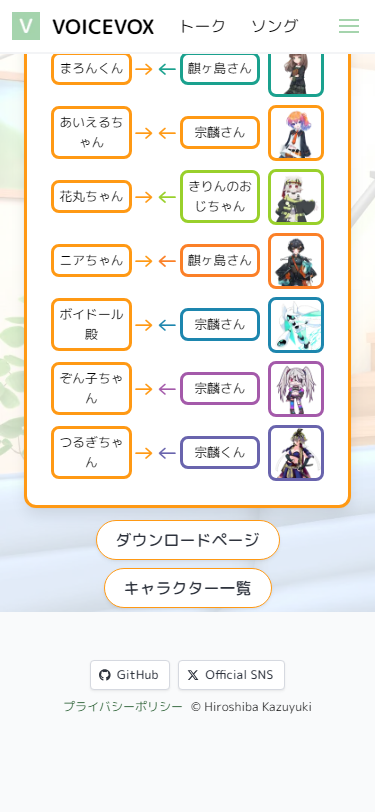 V VOICEVOX トーク ソング
まろんくん → ← 麒ヶ島さん
あいえるち
ゃん → ← 宗麟さん
花丸ちゃん → ← きりんのお
じちゃん
ニアちゃん → ← 麒ヶ島さん
ボイドール
殿 → ← 宗麟さん
ぞん子ちゃ
ん → ← 宗麟さん
つるぎちゃ
ん → ← 宗麟くん
ダウンロードページ
キャラクター一覧
GitHub Official SNS
プライバシーポリシー © Hiroshiba Kazuyuki